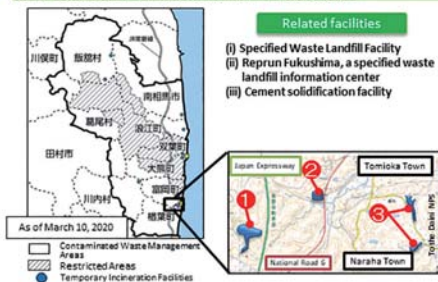 Related facilities
(i) Specified Waste Landfill Facility
(ii) Reprun Fukushima, a specified waste
landfill information center
(iii) Cement solidification facility
川俣町
飯舘村
南相馬市
葛尾村
浪江町
双葉町
田村市
大熊町
富岡町
川内村
楢葉町
As of March 10, 2020
Contaminated Waste Management
Areas
Restricted Areas
Temporary Incineration Facilities
Japan Expressway
Tomioka Town
1
2
3
National Road 6
Naraha Town